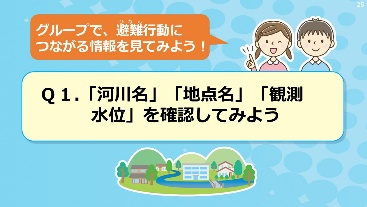 25
グループで、避難行動に
つながる情報を見てみよう！
Ｑ１.「河川名」「地点名」「観測
水位」を確認してみよう